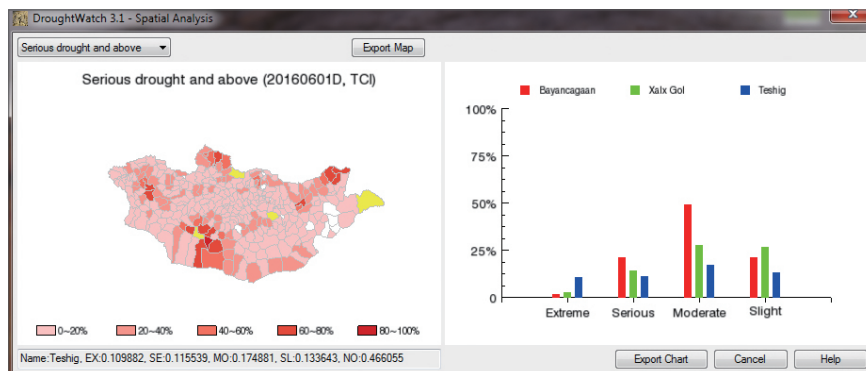 DroughtWatch 3.1 - Spatial Analysis
Serious drought and above
Export Map
Serious drought and above (20160601D, TCI)
0~20%
20~40%
40~60%
60~80%
80~100%
Bayancagaan
Xalx Gol
Teshig
100%
75%
50%
25%
0
Extreme
Serious
Moderate
Slight
Name:Teshig, EX:0.109882, SE:0.115539, MO:0.174881, SL:0.133643, NO:0.466055
Export Chart
Cancel
Help